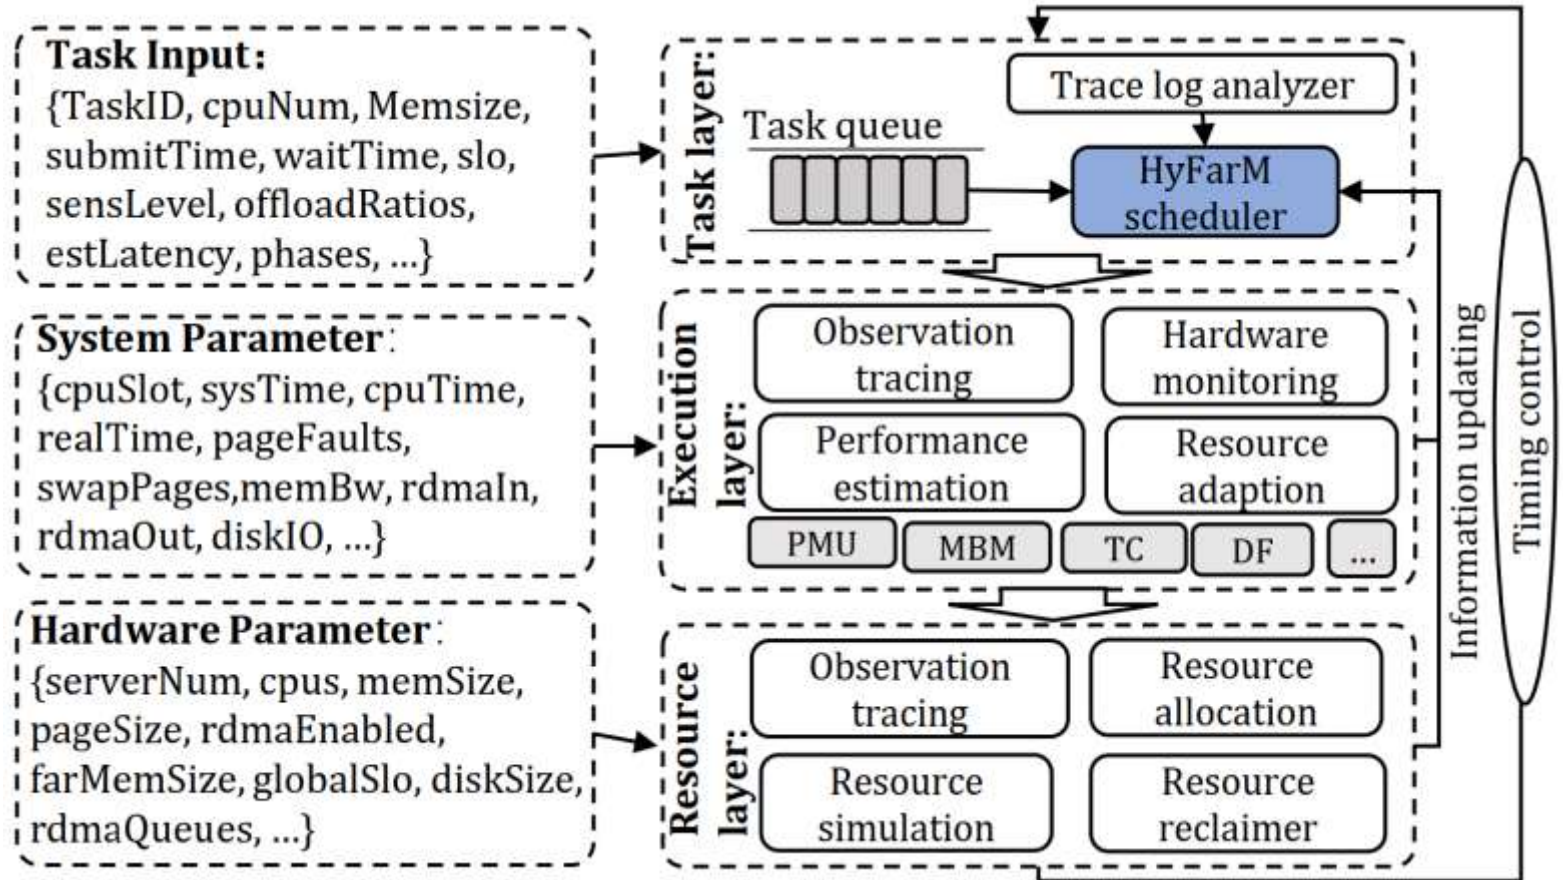 Task Input:
{TaskID, cpuNum, Memsize,
submitTime, waitTime, slo,
sensLevel, offloadRatios,
estLatency, phases, ...}
System Parameter:
{cpuSlot, sysTime, cpuTime,
realTime, pageFaults,
swapPages,memBw, rdmaIn,
rdmaOut, diskIO, ...}
Hardware Parameter:
{serverNum, cpus, memSize,
pageSize, rdmaEnabled,
farMemSize, globalSlo, diskSize,
rdmaQueues, ...}
Task layer:
Task queue
Trace log analyzer
HyFarM
scheduler
Execution
layer:
Observation
tracing
Hardware
monitoring
Performance
estimation
Resource
adaption
PMU
MBM
TC
DF
...
Resource
layer:
Observation
tracing
Resource
allocation
Resource
simulation
Resource
reclaimer
Information updating
Timing control